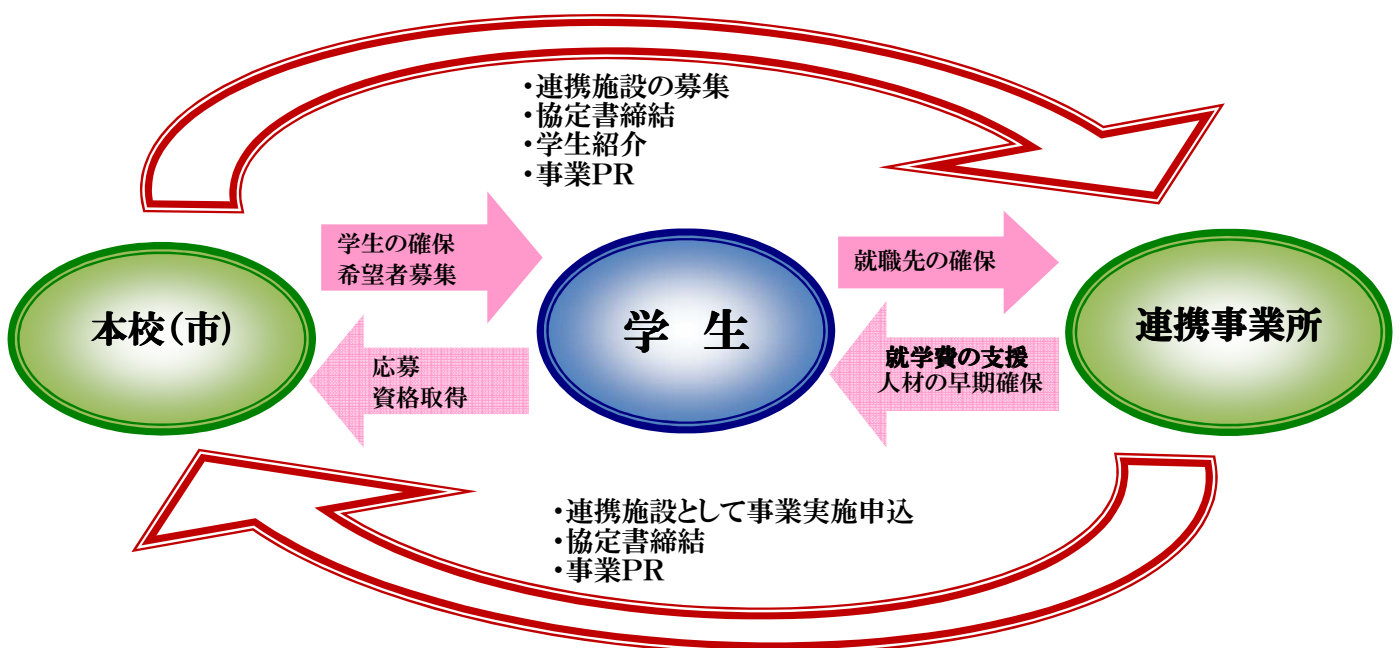 ・連携施設の募集
・協定書締結
・学生紹介
・事業PR
学生の確保
希望者募集
就職先の確保
本校(市)
学 生
連携事業所
応募
資格取得
就学費の支援
人材の早期確保
・連携施設として事業実施申込
・協定書締結
・事業PR